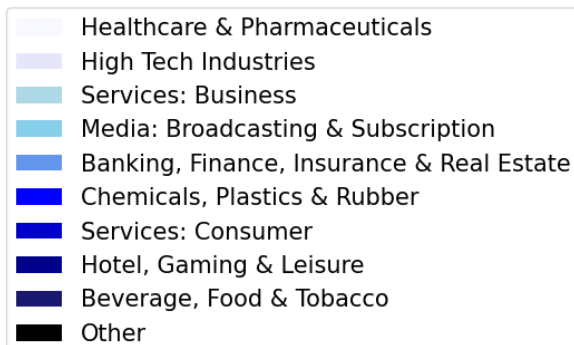 Healthcare & Pharmaceuticals
High Tech Industries
Services: Business
Media: Broadcasting & Subscription
Banking, Finance, Insurance & Real Estate
Chemicals, Plastics & Rubber
Services: Consumer
Hotel, Gaming & Leisure
Beverage, Food & Tobacco
Other